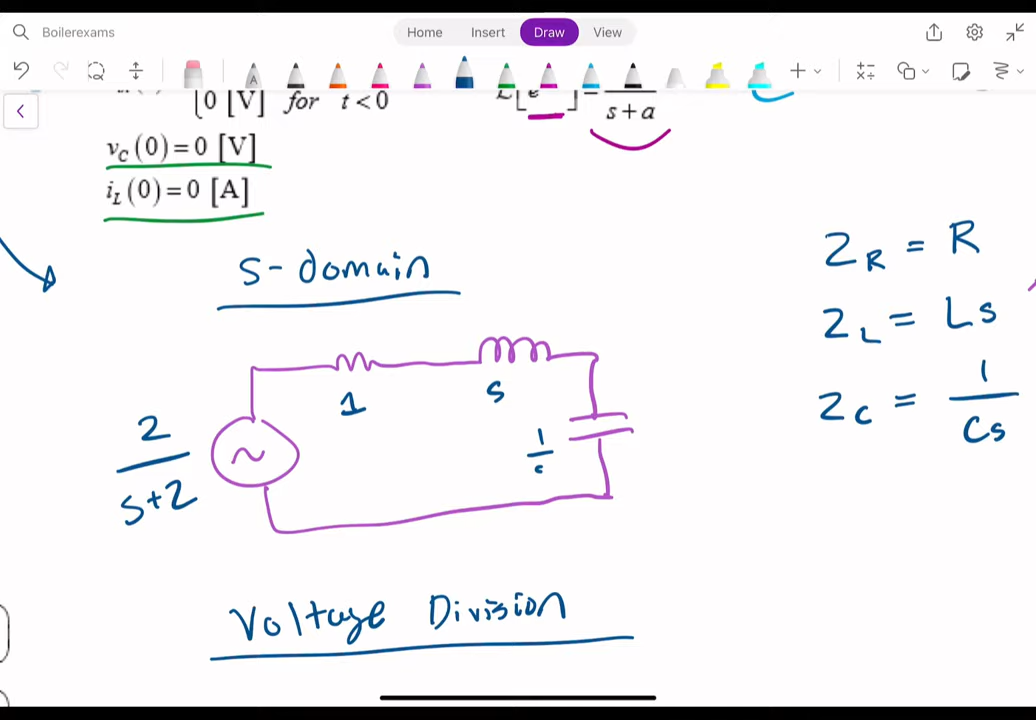 Boilerexams
Home Insert Draw View
A
0 [V] for t<0
s+a
v_C(0)=0 [V]
i_L(0)=0 [A]
S-domain
Z_R = R
Z_L = Ls
Z_C = 1/Cs
1
s
2/(s+2)
Voltage Division